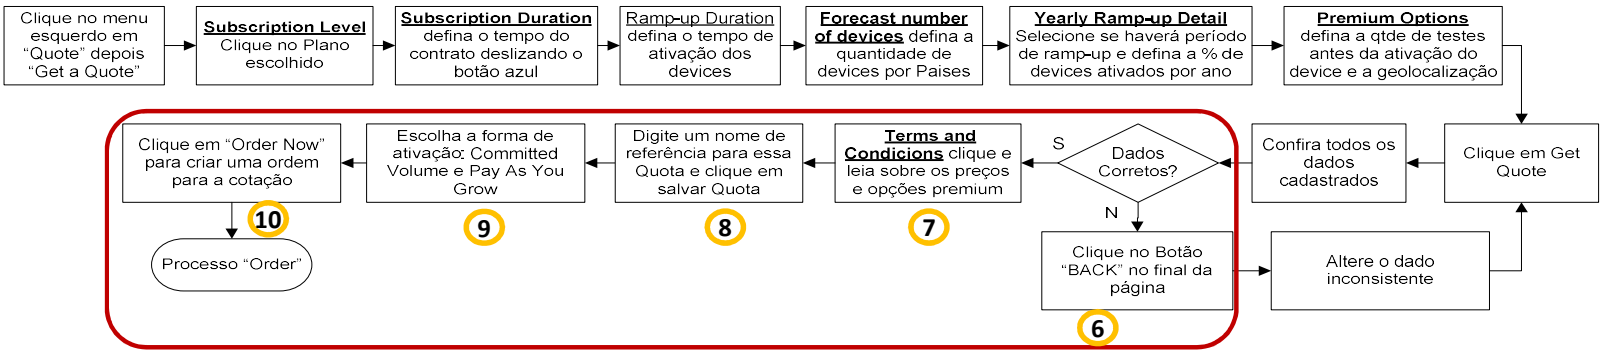 Clique no menu
esquerdo em
“Quote” depois
“Get a Quote”
Subscription Level
Clique no Plano
escolhido
Subscription Duration
defina o tempo do
contrato deslizando o
botão azul
Ramp-up Duration
defina o tempo de
ativação dos
devices
Forecast number
of devices defina a
quantidade de
devices por Paises
Yearly Ramp-up Detail
Selecione se haverá período
de ramp-up e defina a % de
devices ativados por ano
Premium Options
defina a qtde de testes
antes da ativação do
device e a geolocalização
Clique em Get
Quote
Confira todos os
dados
cadastrados
Dados
Corretos?
S
N
Terms and
Condicions clique e
leia sobre os preços
e opções premium
7
Digite um nome de
referência para essa
Quota e clique em
salvar Quota
8
Escolha a forma de
ativação: Committed
Volume e Pay As You
Grow
9
Clique em “Order Now”
para criar uma ordem
para a cotação
10
Processo “Order”
Clique no Botão
“BACK” no final da
página
6
Altere o dado
inconsistente